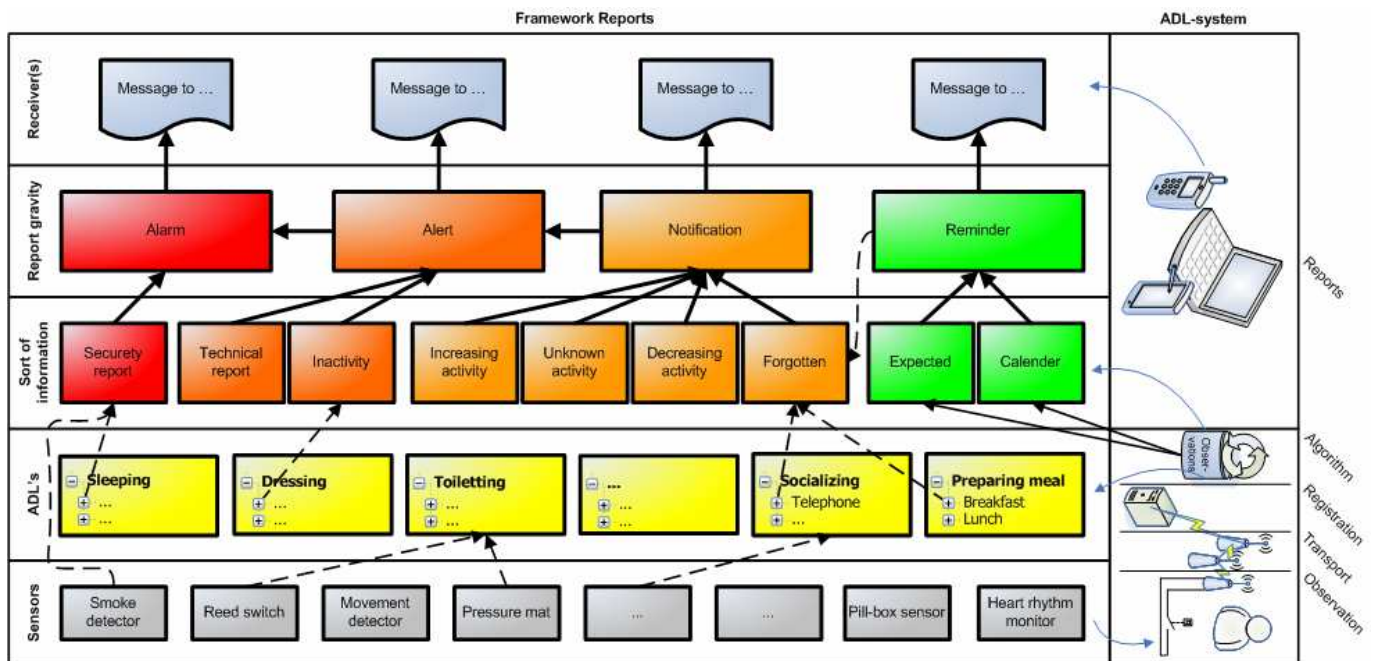 Framework Reports
ADL-system
Receiver(s)
Message to ...
Message to ...
Message to ...
Message to ...
Report gravity
Alarm
Alert
Notification
Reminder
Reports
Sort of
information
Securety
report
Technical
report
Inactivity
Increasing
activity
Unknown
activity
Decreasing
activity
Forgotten
Expected
Calender
ADL's
Sleeping
...
...
Dressing
...
...
Toiletting
...
...
...
...
...
Socializing
Telephone
...
Preparing meal
Breakfast
Lunch
Obser-
vations
Algorithm
Registration
Transport
Observation
Sensors
Smoke
detector
Reed switch
Movement
detector
Pressure mat
...
...
Pill-box sensor
Heart rhythm
monitor